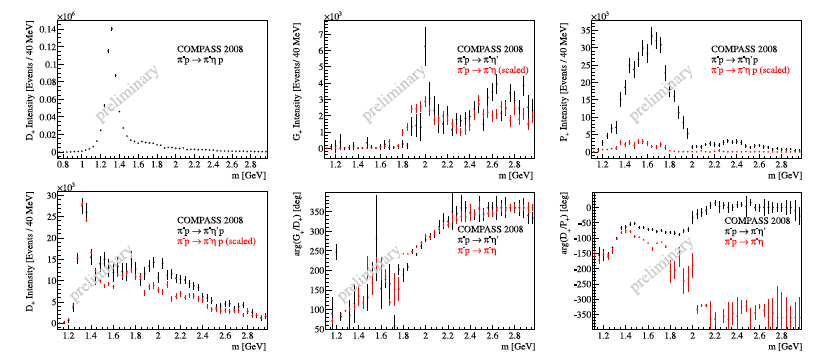 ×10⁶
D₊ Intensity [Events / 40 MeV]
0.14
0.12
0.1
0.08
0.06
0.04
0.02
0
COMPASS 2008
π⁻p → π⁻η p
preliminary
0.8 1 1.2 1.4 1.6 1.8 2 2.2 2.4 2.6 2.8
m [GeV]
×10³
G₊ Intensity [Events/ 40 MeV]
7
6
5
4
3
2
1
0
COMPASS 2008
π⁻p → π⁻η'
π⁻p → π⁻η (scaled)
preliminary
1.2 1.4 1.6 1.8 2 2.2 2.4 2.6 2.8
m [GeV]
×10³
P₊ Intensity [Events / 40 MeV]
35
30
25
20
15
10
5
0
COMPASS 2008
π⁻p → π⁻η' p
π⁻p → π⁻η p (scaled)
preliminary
1.2 1.4 1.6 1.8 2 2.2 2.4 2.6 2.8
m [GeV]
×10³
D₊ Intensity [Events / 40 MeV]
30
25
20
15
10
5
0
COMPASS 2008
π⁻p → π⁻η' p
π⁻p → π⁻η p (scaled)
preliminary
1.2 1.4 1.6 1.8 2 2.2 2.4 2.6 2.8
m [GeV]
arg(G₊/D₊) [deg]
350
300
250
200
150
100
50
COMPASS 2008
π⁻p → π⁻η'
π⁻p → π⁻η
preliminary
1.2 1.4 1.6 1.8 2 2.2 2.4 2.6 2.8
m [GeV]
arg(D₊/P₊) [deg]
0
-50
-100
-150
-200
-250
-300
-350
COMPASS 2008
π⁻p → π⁻η'
π⁻p → π⁻η
preliminary
1.2 1.4 1.6 1.8 2 2.2 2.4 2.6 2.8
m [GeV]